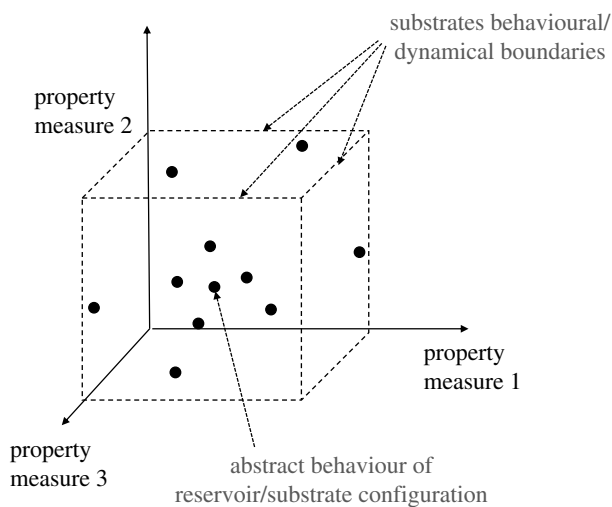 substrates behavioural/
dynamical boundaries
property
measure 2
property
measure 1
property
measure 3
abstract behaviour of
reservoir/substrate configuration